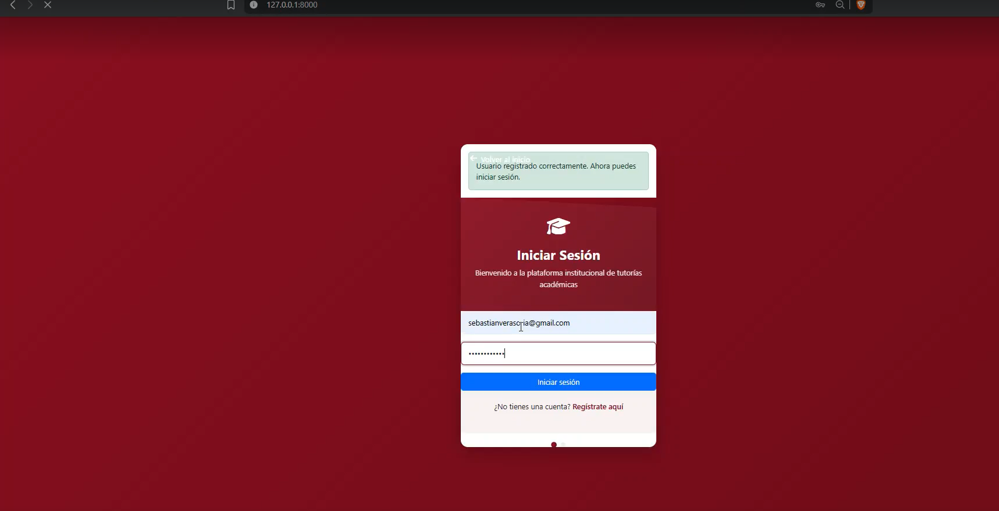 127.0.0.1:8000
Volver al inicio
Usuario registrado correctamente. Ahora puedes
iniciar sesión.
Iniciar Sesión
Bienvenido a la plataforma institucional de tutorías
académicas
sebastianverascria@gmail.com
Iniciar sesión
¿No tienes una cuenta? Regístrate aquí